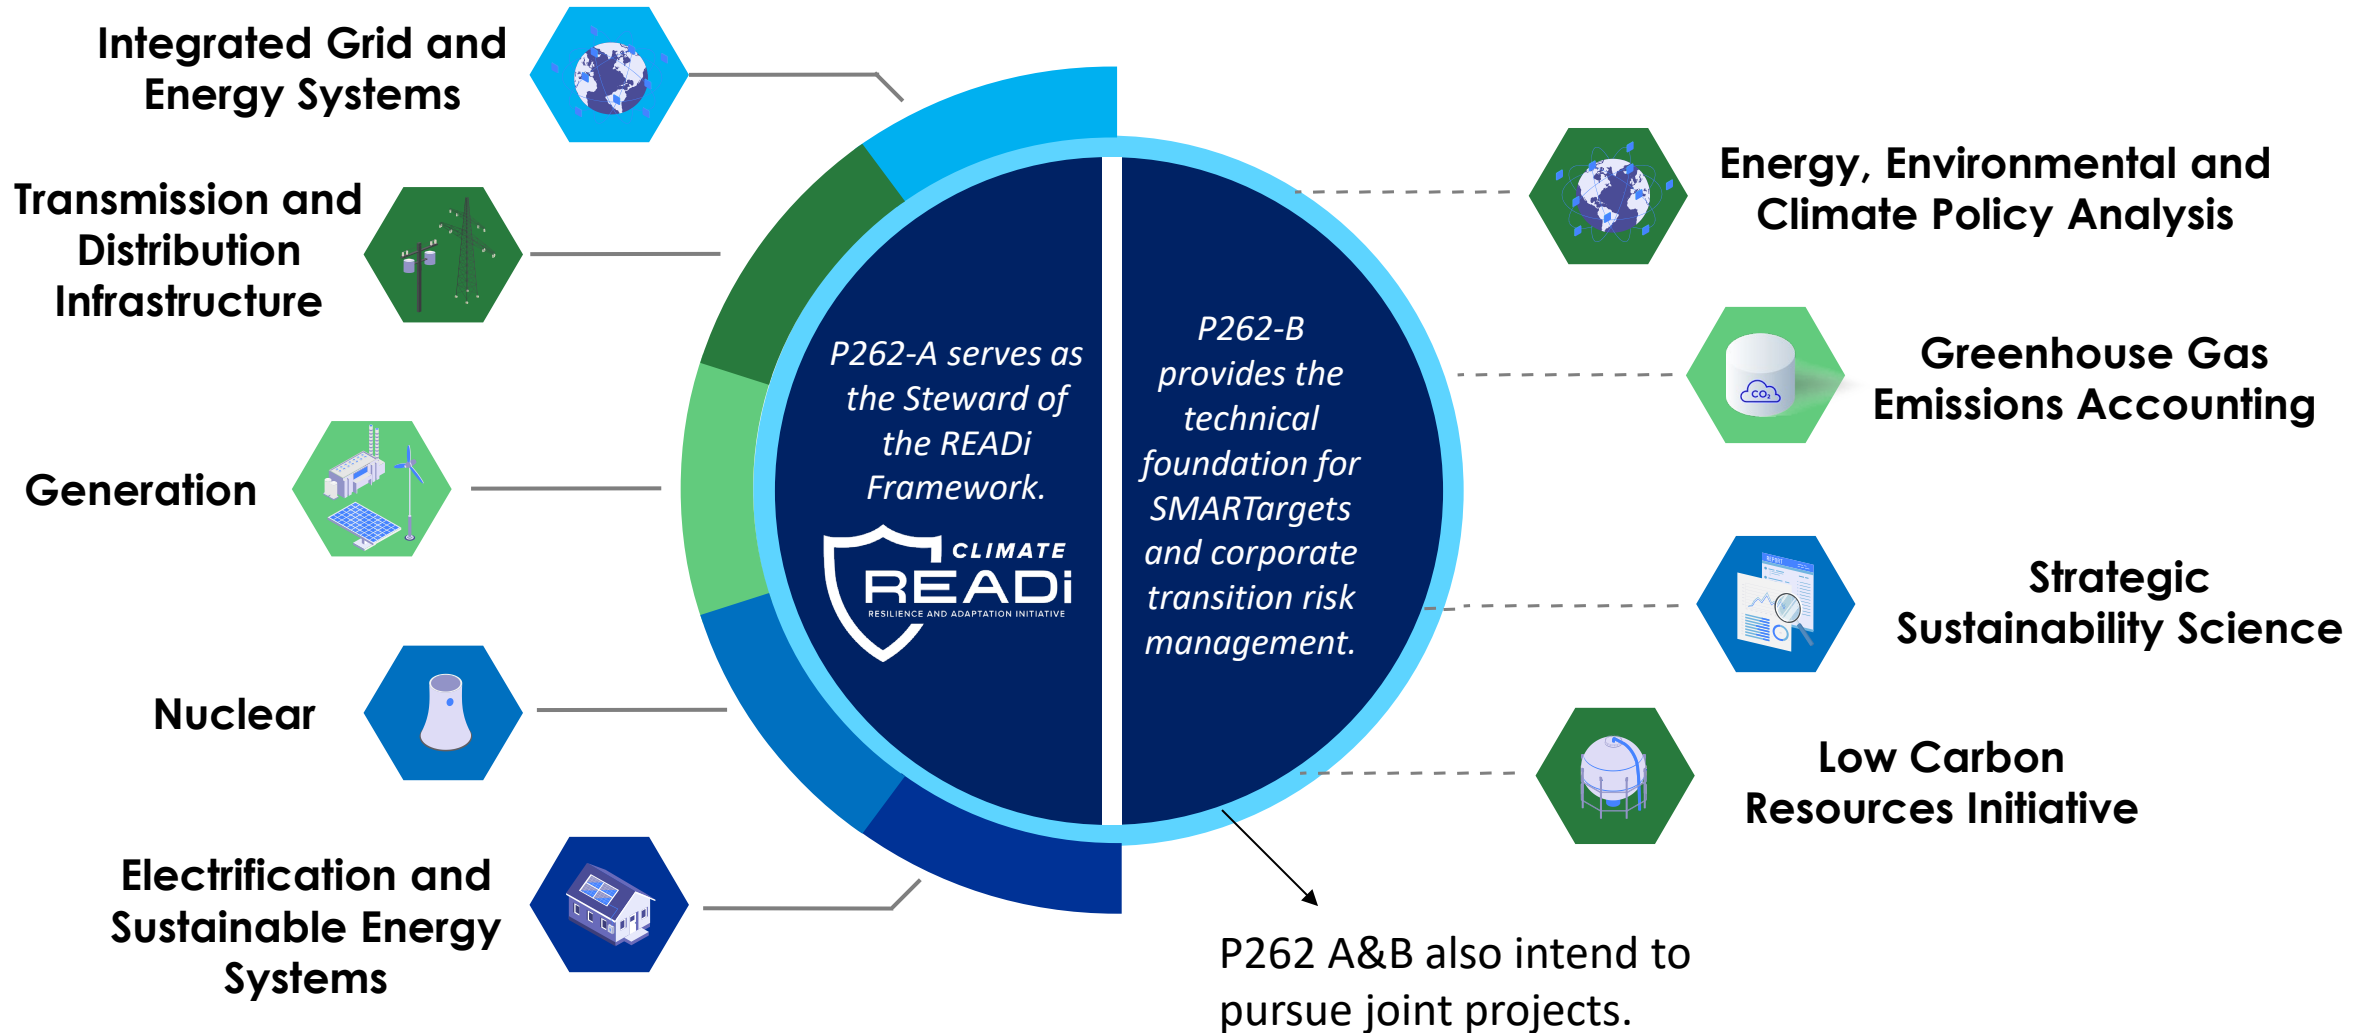 Integrated Grid and
Energy Systems
Transmission and
Distribution
Infrastructure
Generation
Nuclear
Electrification and
Sustainable Energy
Systems
P262-A serves as
the Steward of
the READi
Framework.
CLIMATE
READi
RESILIENCE AND ADAPTATION INITIATIVE
P262-B
provides the
technical
foundation for
SMARTargets
and corporate
transition risk
management.
Energy, Environmental and
Climate Policy Analysis
Greenhouse Gas
Emissions Accounting
CO₂
Strategic
Sustainability Science
REPORT
Low Carbon
Resources Initiative
P262 A&B also intend to
pursue joint projects.